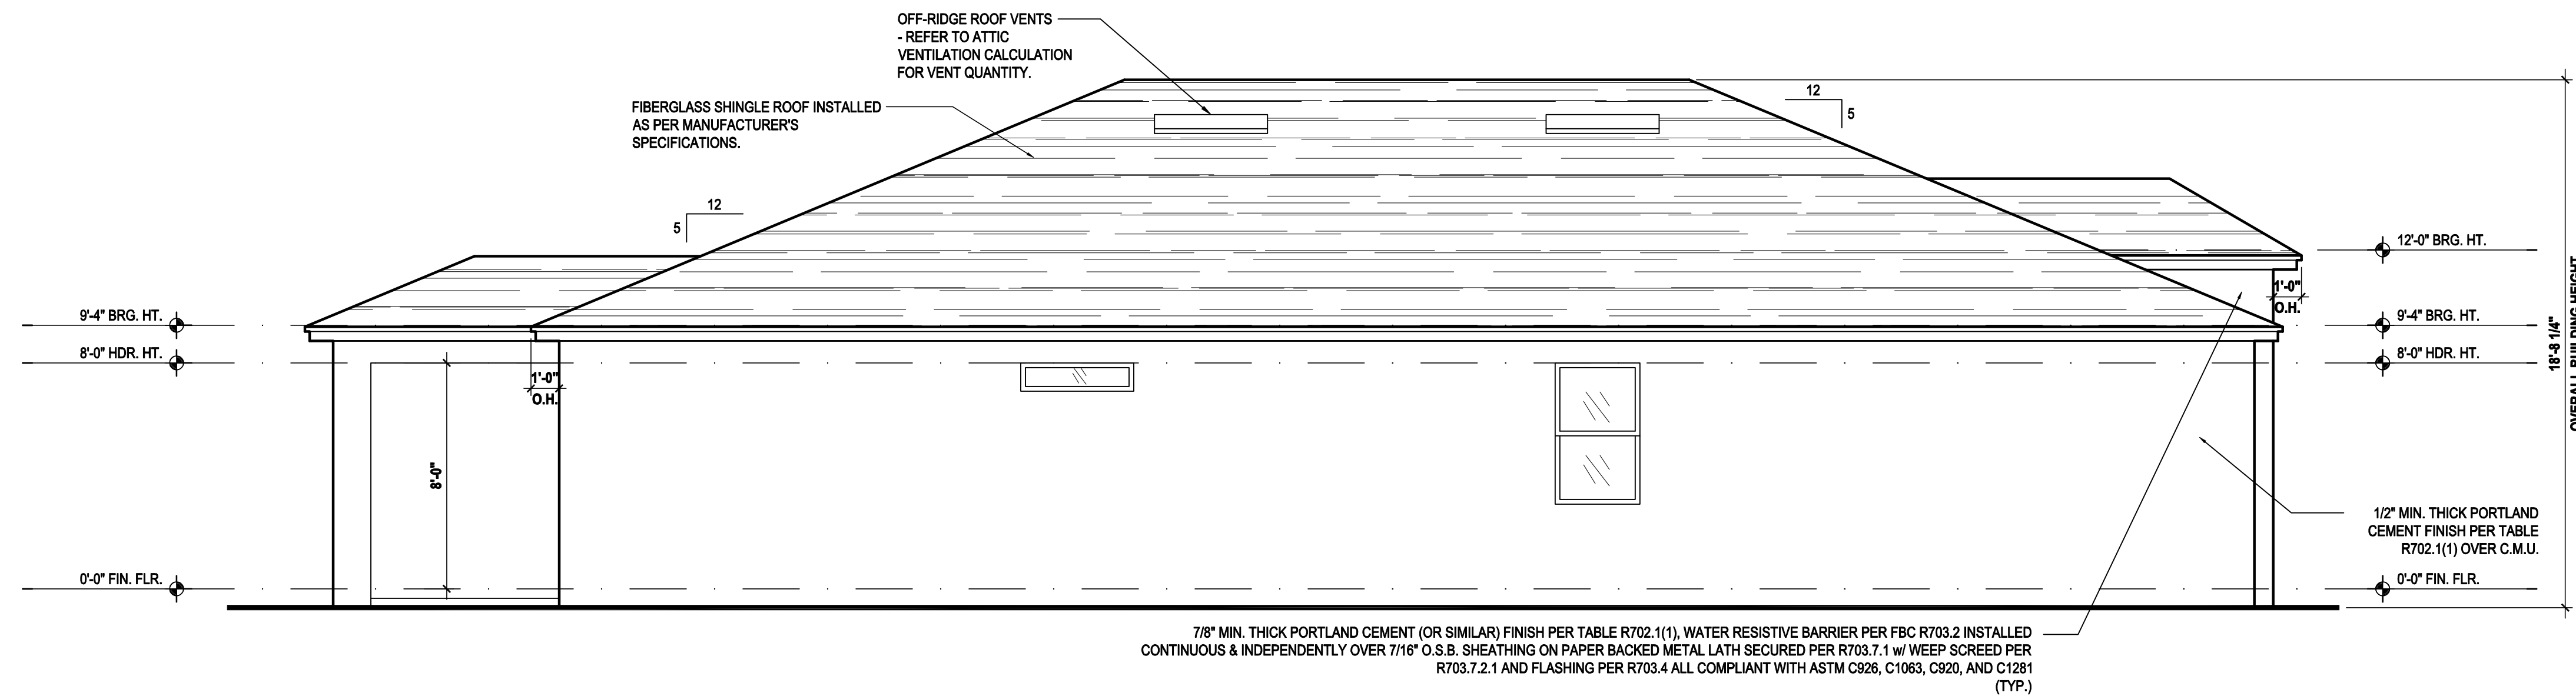 OFF-RIDGE ROOF VENTS
- REFER TO ATTIC
VENTILATION CALCULATION
FOR VENT QUANTITY.
FIBERGLASS SHINGLE ROOF INSTALLED
AS PER MANUFACTURER'S
SPECIFICATIONS.
12
5
12
5
9'-4" BRG. HT.
8'-0" HDR. HT.
0'-0" FIN. FLR.
1'-0"
O.H.
8'-0"
12'-0" BRG. HT.
1'-0"
O.H.
9'-4" BRG. HT.
8'-0" HDR. HT.
0'-0" FIN. FLR.
18'-8 1/4"
OVERALL BUILDING HEIGHT
1/2" MIN. THICK PORTLAND
CEMENT FINISH PER TABLE
R702.1(1) OVER C.M.U.
7/8" MIN. THICK PORTLAND CEMENT (OR SIMILAR) FINISH PER TABLE R702.1(1), WATER RESISTIVE BARRIER PER FBC R703.2 INSTALLED
CONTINUOUS & INDEPENDENTLY OVER 7/16" O.S.B. SHEATHING ON PAPER BACKED METAL LATH SECURED PER R703.7.1 w/ WEEP SCREED PER
R703.7.2.1 AND FLASHING PER R703.4 ALL COMPLIANT WITH ASTM C926, C1063, C920, AND C1281
(TYP.)